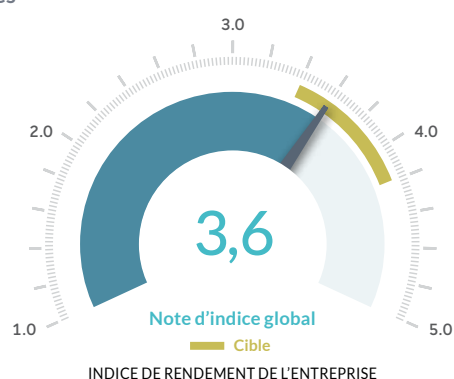 3.0
2.0
4.0
3,6
1.0
5.0
Note d'indice global
Cible
INDICE DE RENDEMENT DE L'ENTREPRISE